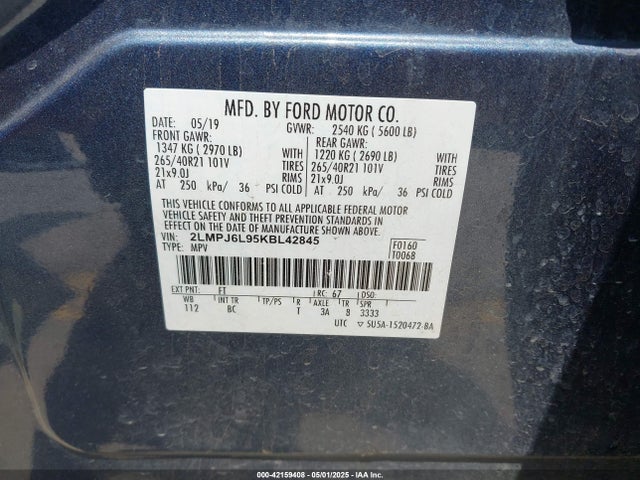 MFD. BY FORD MOTOR CO.
DATE: 05/19 GVWR: 2540 KG ( 5600 LB)
FRONT GAWR: REAR GAWR:
1347 KG ( 2970 LB) WITH 1220 KG ( 2690 LB) WITH
265/40R21 101V TIRES 265/40R21 101V TIRES
21x9.0J RIMS 21x9.0J RIMS
AT 250 kPa/ 36 PSI COLD AT 250 kPa/ 36 PSI COLD
THIS VEHICLE CONFORMS TO ALL APPLICABLE FEDERAL MOTOR
VEHICLE SAFETY AND THEFT PREVENTION STANDARDS IN
EFFECT ON THE DATE OF MANUFACTURE SHOWN ABOVE.
VIN: 2LMPJ6L95KBL42845 F0160
TYPE: MPV T0068
EXT PNT: FT RC: 67 DSO:
WB INT TR TP/PS R AXLE TR SPR
112 BC T 3A 8 3333
UTC 5U5A-1520472-BA
000-42159408 - 05/01/2025 - IAAI.COM